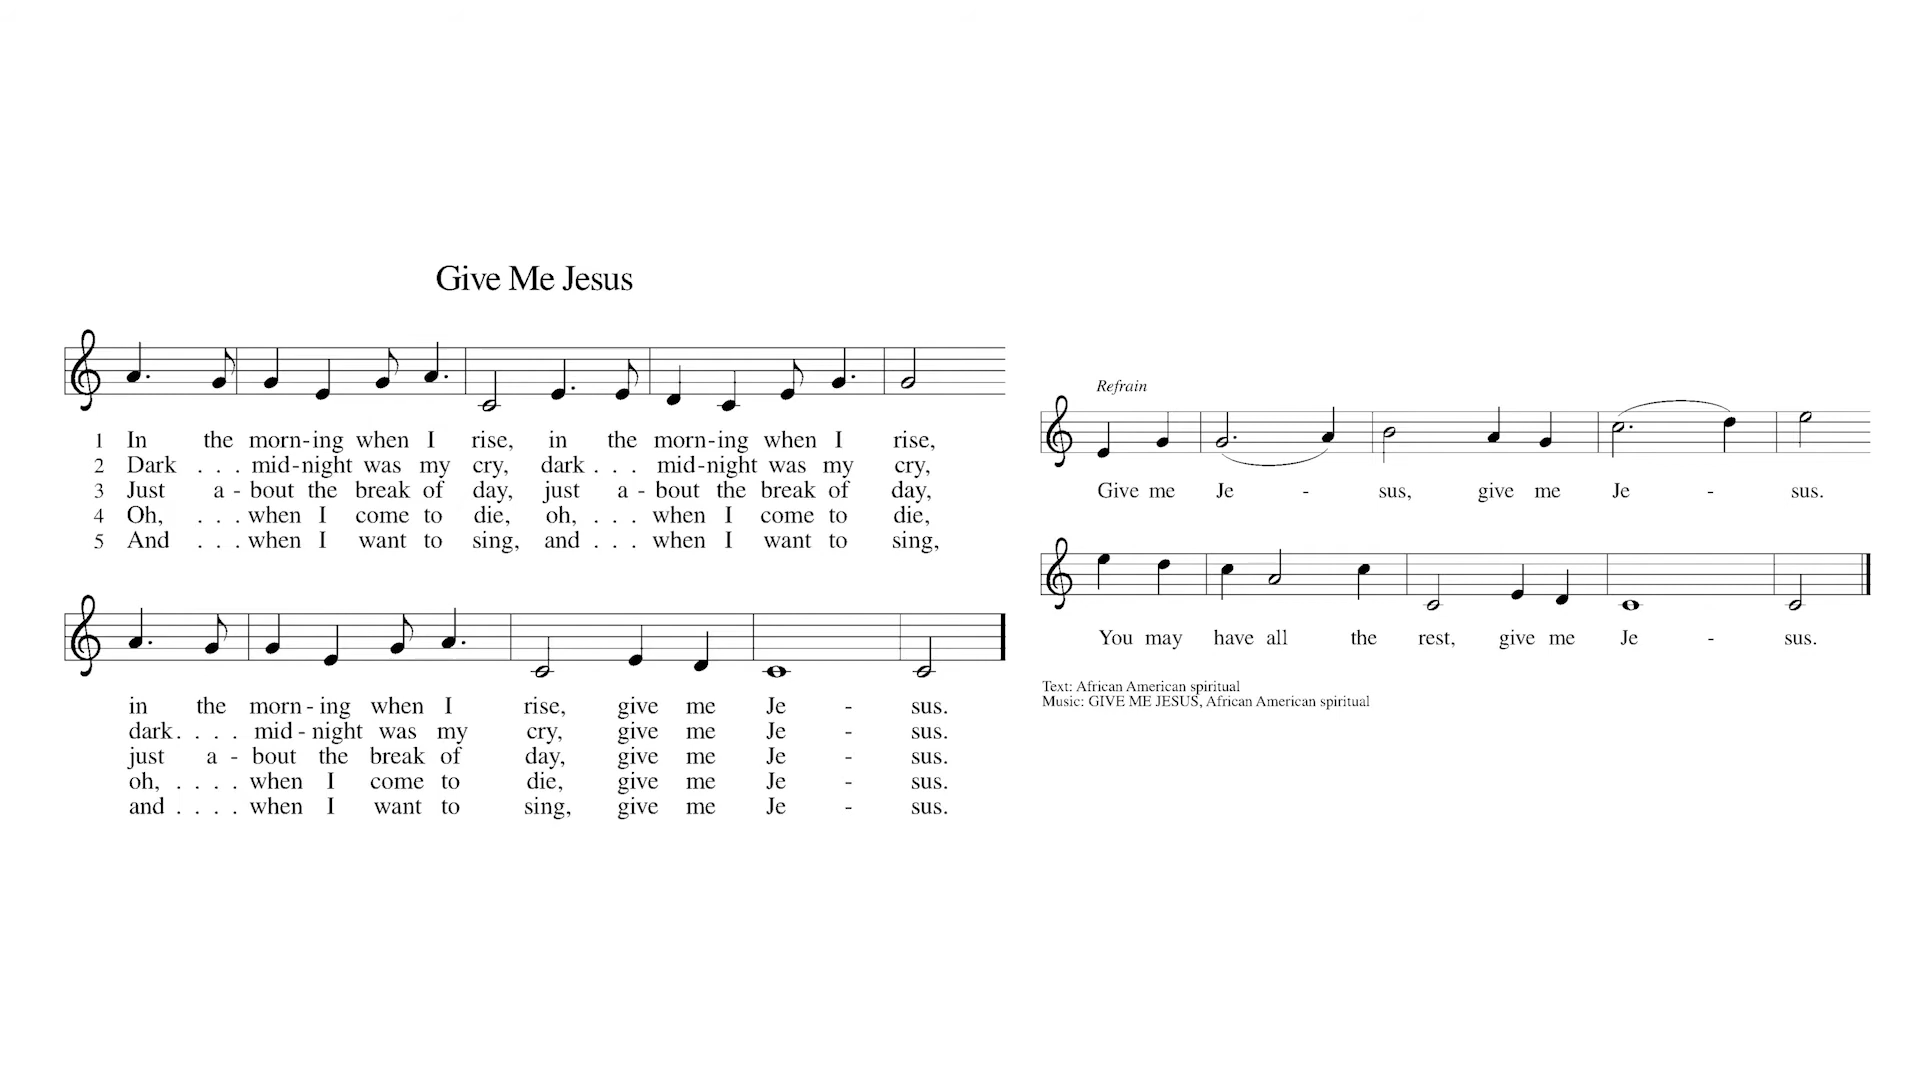 Give Me Jesus
1 In the morn-ing when I rise, in the morn-ing when I rise,
2 Dark . . . mid-night was my cry, dark . . . mid-night was my cry,
3 Just a - bout the break of day, just a - bout the break of day,
4 Oh, . . . when I come to die, oh, . . . when I come to die,
5 And . . . when I want to sing, and . . . when I want to sing,
in the morn - ing when I rise, give me Je - sus.
dark. . . . mid - night was my cry, give me Je - sus.
just a - bout the break of day, give me Je - sus.
oh, . . . . when I come to die, give me Je - sus.
and . . . . when I want to sing, give me Je - sus.
Refrain
Give me Je - sus, give me Je - sus.
You may have all the rest, give me Je - sus.
Text: African American spiritual
Music: GIVE ME JESUS, African American spiritual